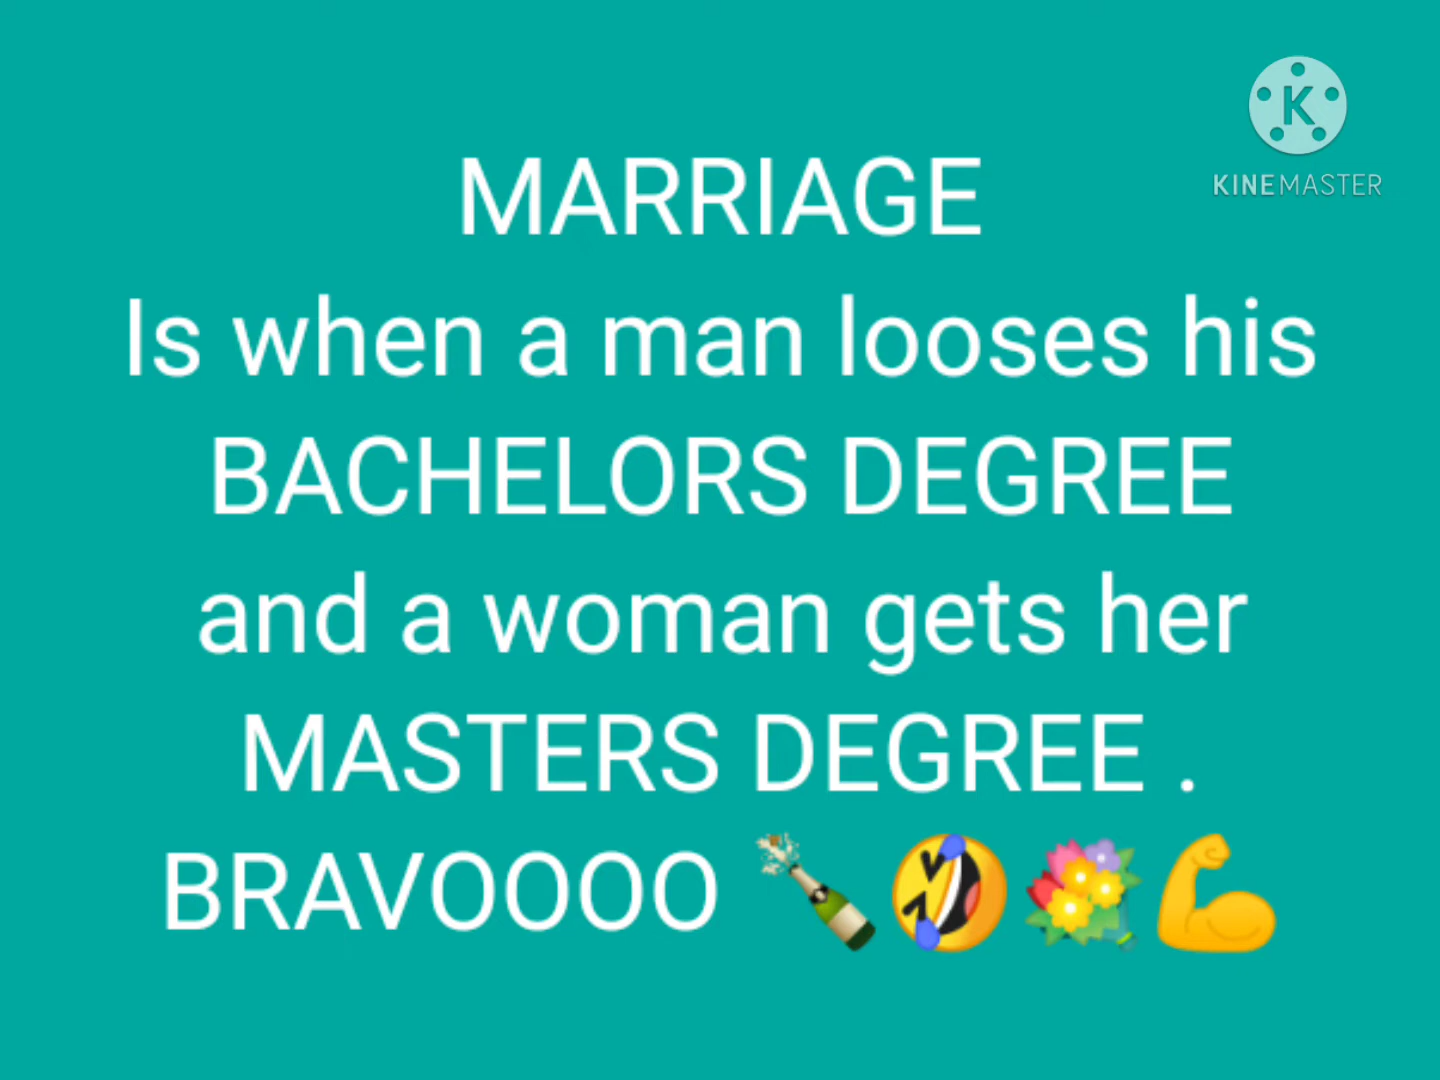 K
KINEMASTER
MARRIAGE
Is when a man looses his
BACHELORS DEGREE
and a woman gets her
MASTERS DEGREE .
BRAVOOOO 🍾🤣💐💪